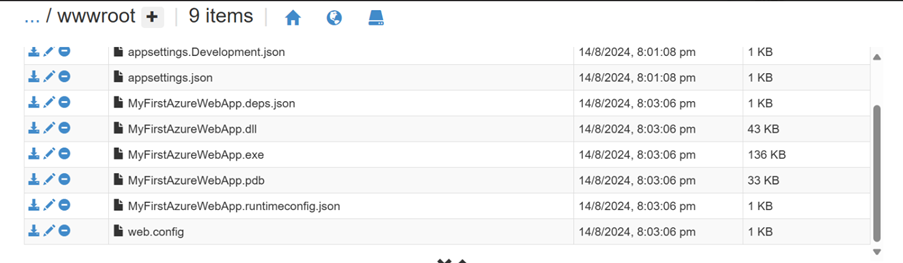 ... / wwwroot + | 9 items |
appsettings.Development.json 14/8/2024, 8:01:08 pm 1 KB
appsettings.json 14/8/2024, 8:01:08 pm 1 KB
MyFirstAzureWebApp.deps.json 14/8/2024, 8:03:06 pm 1 KB
MyFirstAzureWebApp.dll 14/8/2024, 8:03:06 pm 43 KB
MyFirstAzureWebApp.exe 14/8/2024, 8:03:06 pm 136 KB
MyFirstAzureWebApp.pdb 14/8/2024, 8:03:06 pm 33 KB
MyFirstAzureWebApp.runtimeconfig.json 14/8/2024, 8:03:06 pm 1 KB
web.config 14/8/2024, 8:03:06 pm 1 KB